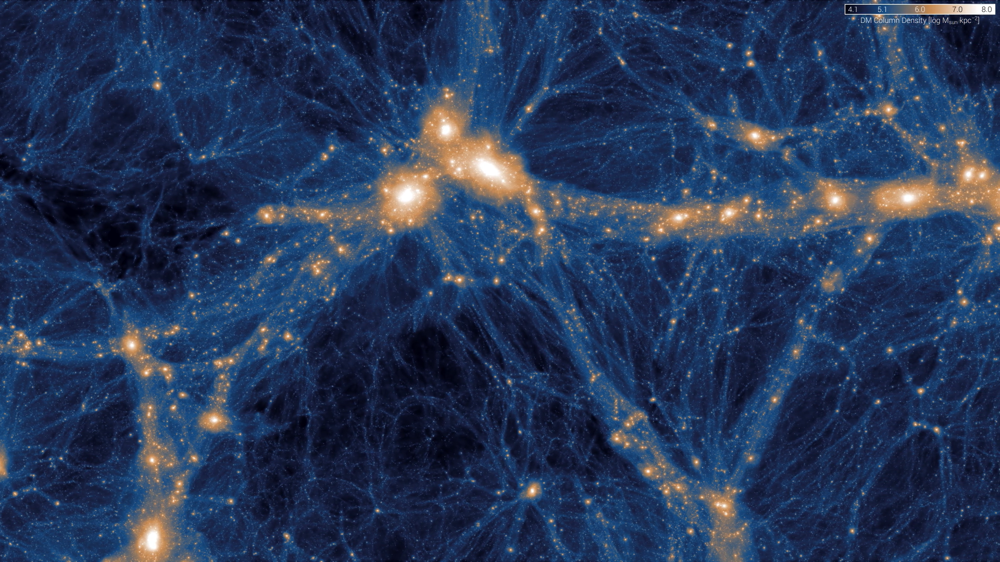 4.1 5.1 6.0 7.0 8.0
DM Column Density [log Msun kpc−2]